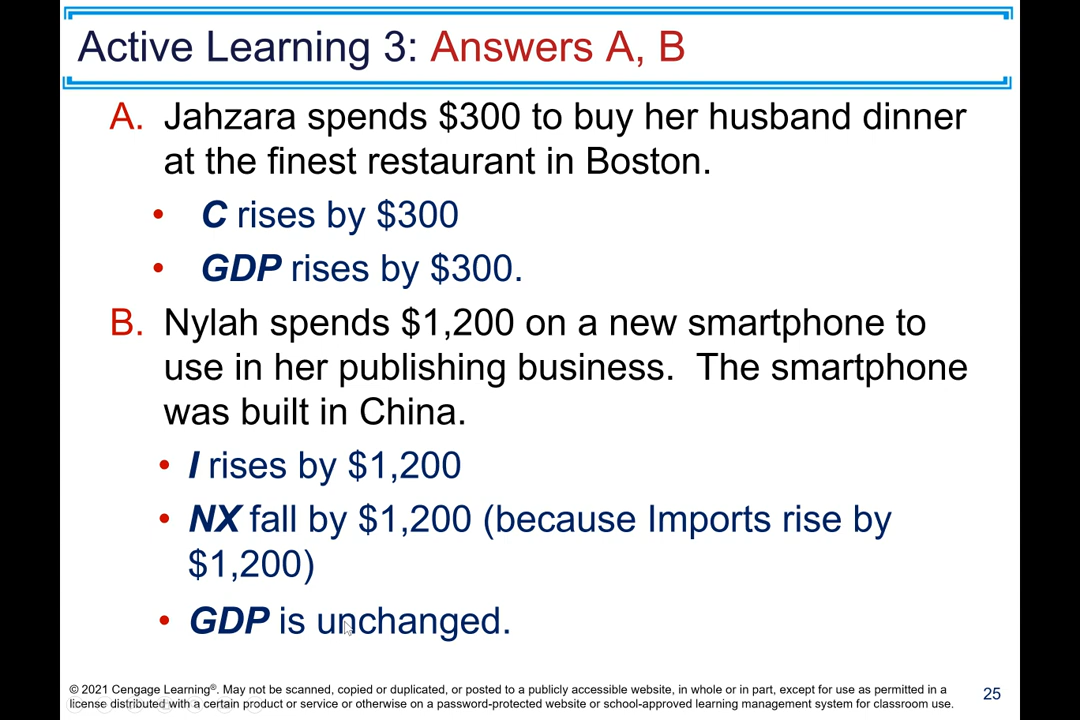 Active Learning 3: Answers A, B
A. Jahzara spends $300 to buy her husband dinner
at the finest restaurant in Boston.
• C rises by $300
• GDP rises by $300.
B. Nylah spends $1,200 on a new smartphone to
use in her publishing business. The smartphone
was built in China.
• I rises by $1,200
• NX fall by $1,200 (because Imports rise by
$1,200)
• GDP is unchanged.
© 2021 Cengage Learning®. May not be scanned, copied or duplicated, or posted to a publicly accessible website, in whole or in part, except for use as permitted in a
license distributed with a certain product or service or otherwise on a password-protected website or school-approved learning management system for classroom use.
25